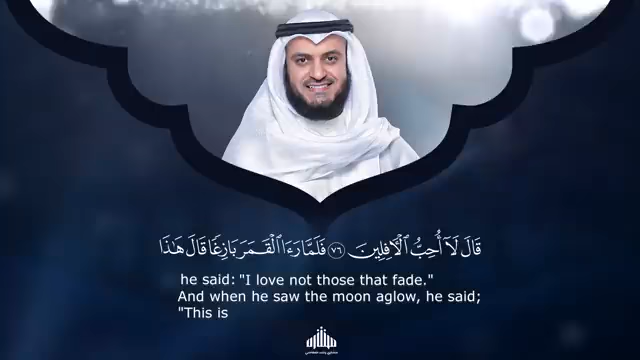 قَالَ لَآ أُحِبُّ ٱلْأَفِلِينَ ٧٦ فَلَمَّا رَءَا ٱلْقَمَرَ بَازِغًا قَالَ هَٰذَا
he said: "I love not those that fade."
And when he saw the moon aglow, he said;
"This is